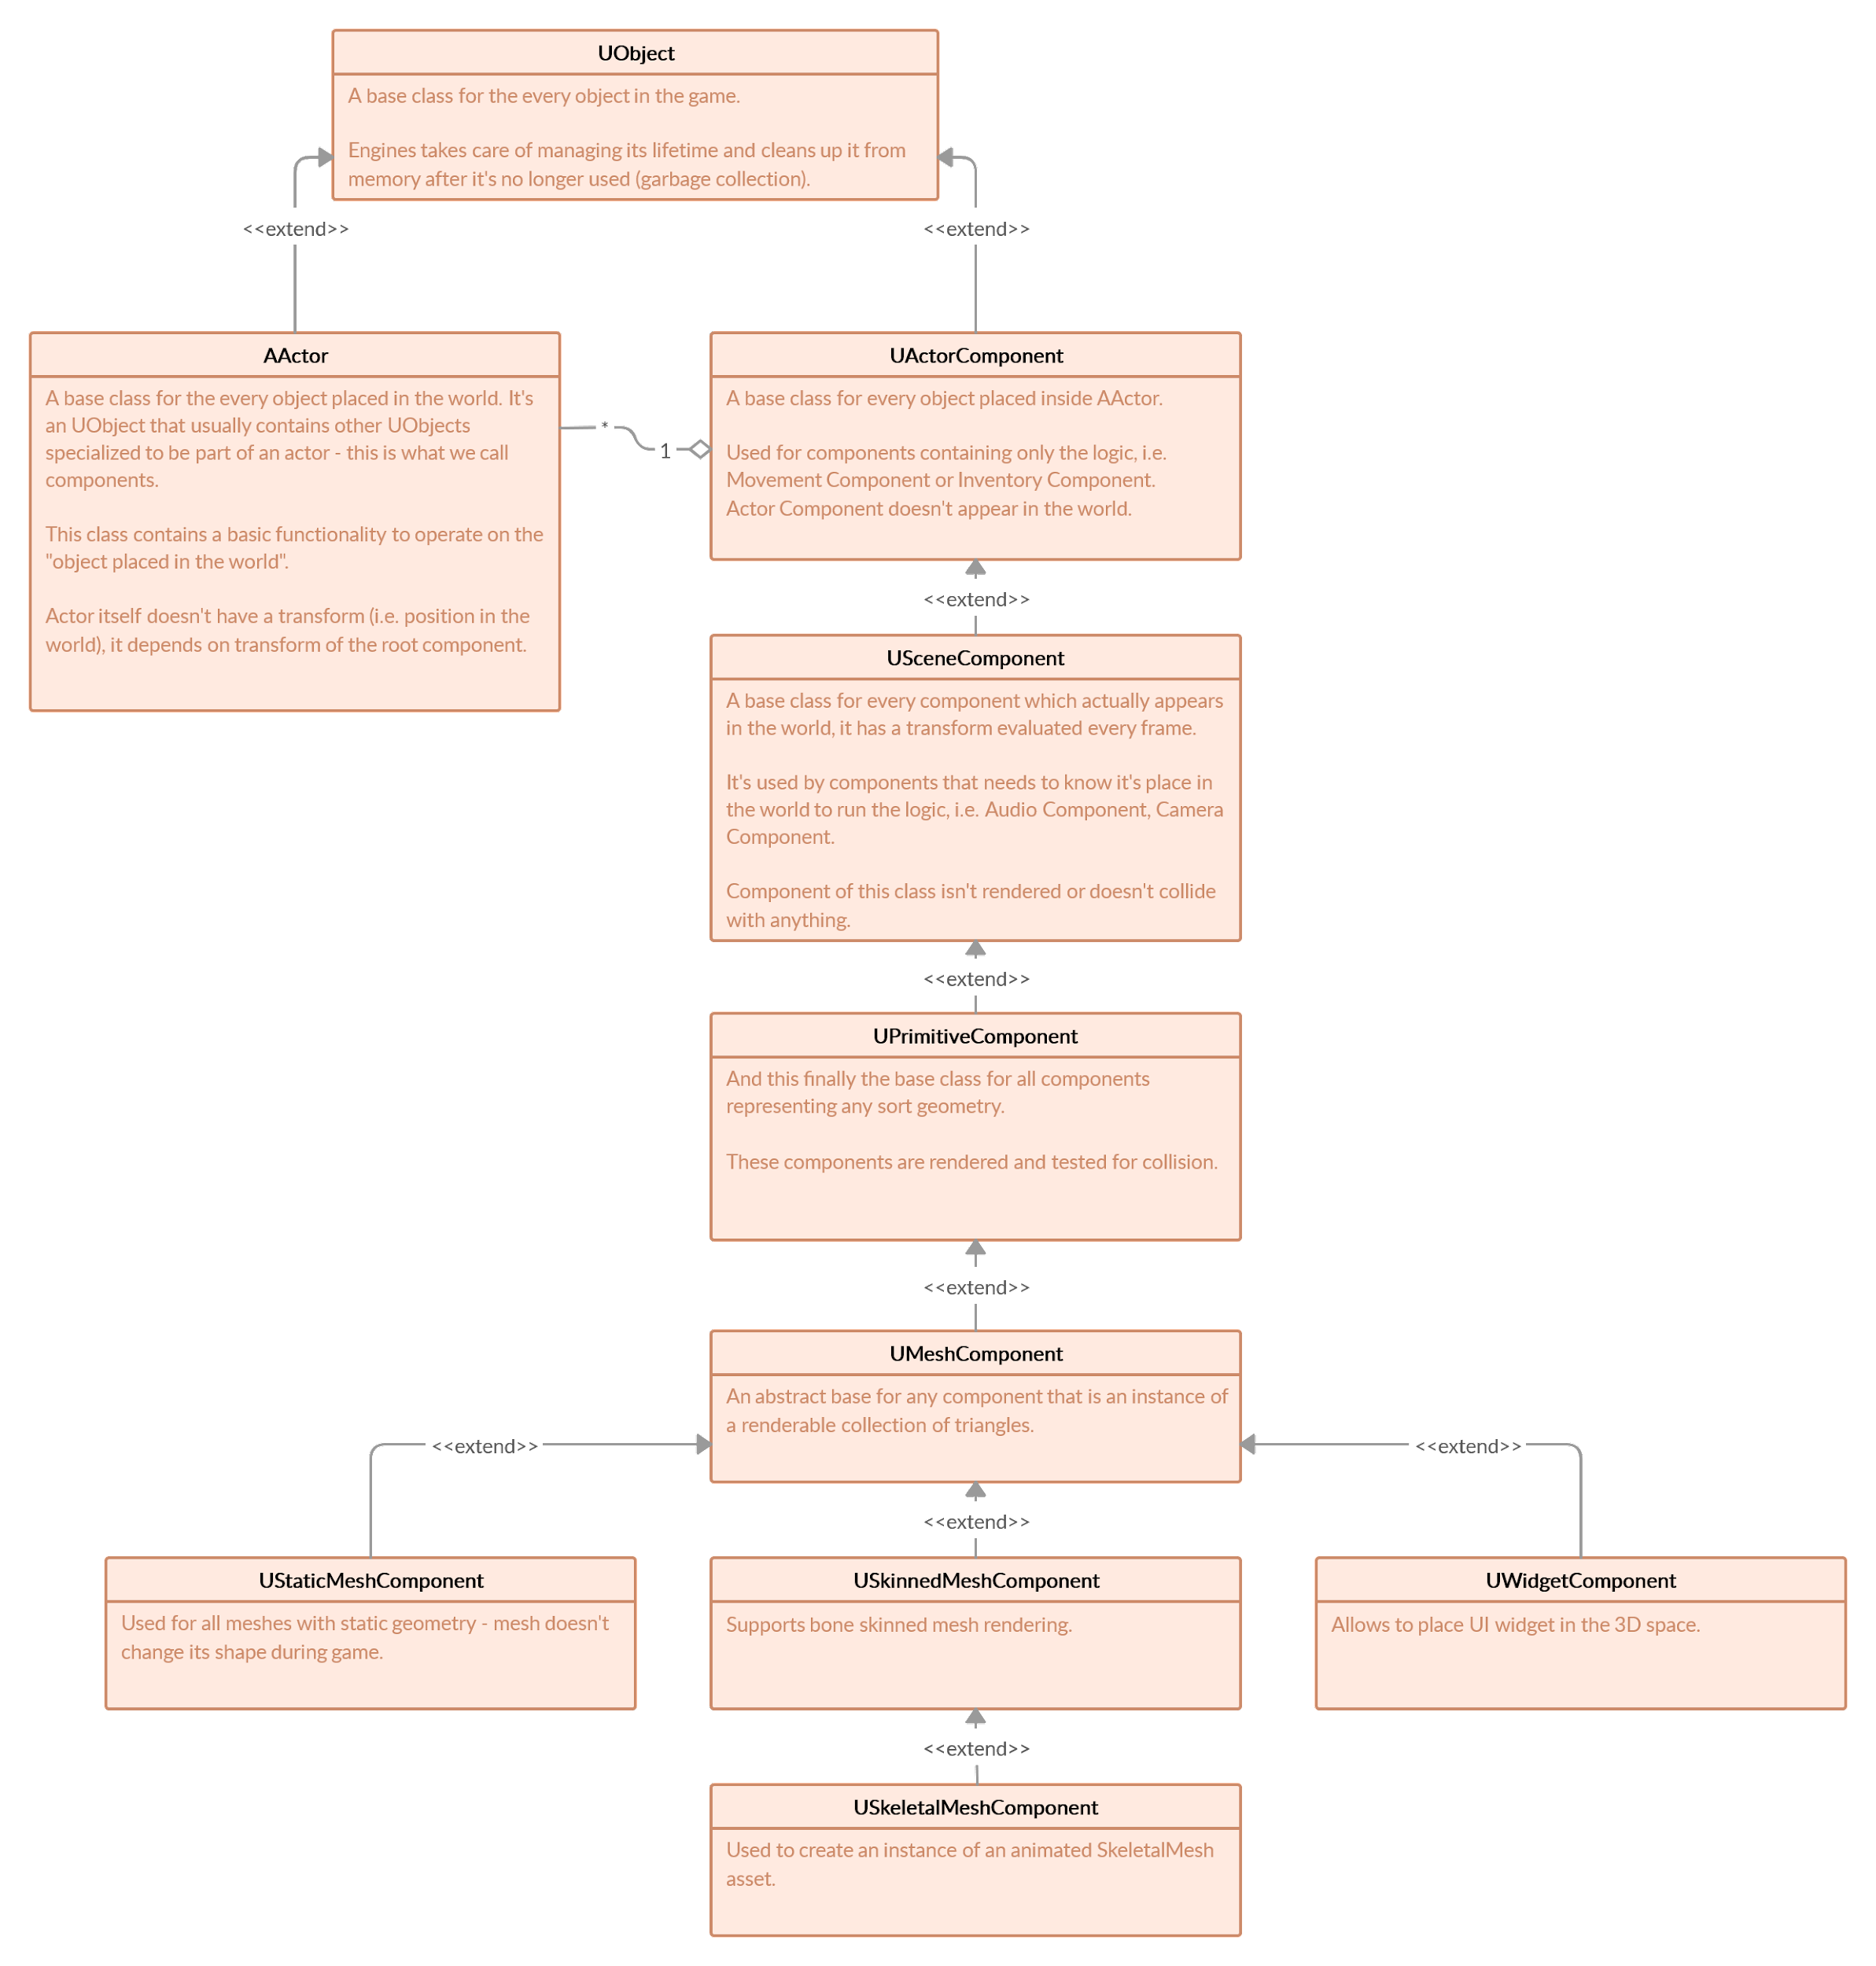 UObject
A base class for the every object in the game.
Engines takes care of managing its lifetime and cleans up it from
memory after it's no longer used (garbage collection).
<<extend>>
<<extend>>
AActor
A base class for the every object placed in the world. It's
an UObject that usually contains other UObjects
specialized to be part of an actor - this is what we call
components.
This class contains a basic functionality to operate on the
"object placed in the world".
Actor itself doesn't have a transform (i.e. position in the
world), it depends on transform of the root component.
*
1
UActorComponent
A base class for every object placed inside AActor.
Used for components containing only the logic, i.e.
Movement Component or Inventory Component.
Actor Component doesn't appear in the world.
<<extend>>
USceneComponent
A base class for every component which actually appears
in the world, it has a transform evaluated every frame.
It's used by components that needs to know it's place in
the world to run the logic, i.e. Audio Component, Camera
Component.
Component of this class isn't rendered or doesn't collide
with anything.
<<extend>>
UPrimitiveComponent
And this finally the base class for all components
representing any sort geometry.
These components are rendered and tested for collision.
<<extend>>
UMeshComponent
An abstract base for any component that is an instance of
a renderable collection of triangles.
<<extend>>
<<extend>>
<<extend>>
UStaticMeshComponent
Used for all meshes with static geometry - mesh doesn't
change its shape during game.
USkinnedMeshComponent
Supports bone skinned mesh rendering.
UWidgetComponent
Allows to place UI widget in the 3D space.
<<extend>>
USkeletalMeshComponent
Used to create an instance of an animated SkeletalMesh
asset.